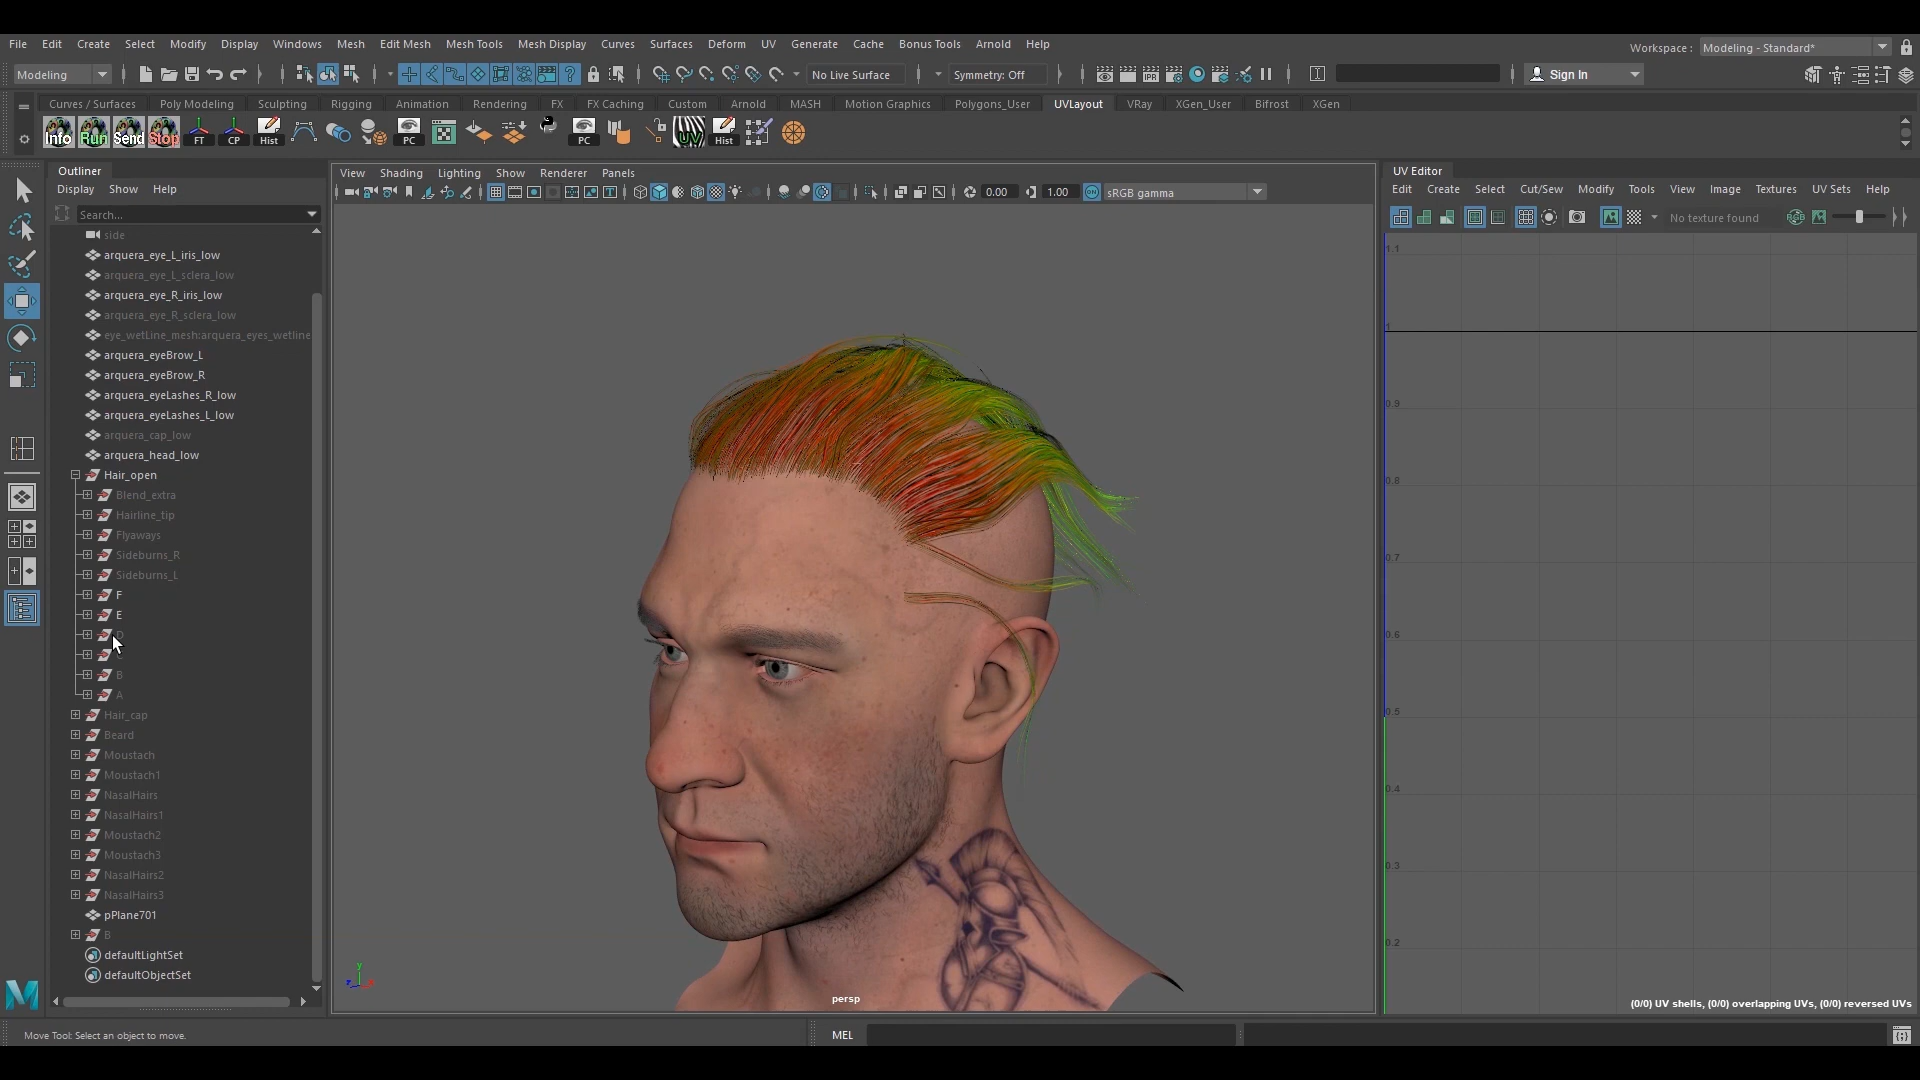 File Edit Create Select Modify Display Windows Mesh Edit Mesh Mesh Tools Mesh Display Curves Surfaces Deform UV Generate Cache Bonus Tools Arnold Help
Workspace : Modeling - Standard*
Modeling No Live Surface Symmetry: Off Sign In
Curves / Surfaces Poly Modeling Sculpting Rigging Animation Rendering FX FX Caching Custom Arnold MASH Motion Graphics Polygons_User UVLayout VRay XGen_User Bifrost XGen
Info Run Send Stop FT CP Hist PC PC UV Hist
Outliner
Display Show Help
Search...
side
arquera_eye_L_iris_low
arquera_eye_L_sclera_low
arquera_eye_R_iris_low
arquera_eye_R_sclera_low
eye_wetLine_mesh:arquera_eyes_wetline
arquera_eyeBrow_L
arquera_eyeBrow_R
arquera_eyeLashes_R_low
arquera_eyeLashes_L_low
arquera_cap_low
arquera_head_low
Hair_open
Blend_extra
Hairline_tip
Flyaways
Sideburns_R
Sideburns_L
F
E
D
B
A
Hair_cap
Beard
Moustach
Moustach1
NasalHairs
NasalHairs1
Moustach2
Moustach3
NasalHairs2
NasalHairs3
pPlane701
B
defaultLightSet
defaultObjectSet
View Shading Lighting Show Renderer Panels
0.00 1.00 ON sRGB gamma
persp
UV Editor
Edit Create Select Cut/Sew Modify Tools View Image Textures UV Sets Help
No texture found RGB
1.1
1
0.9
0.8
0.7
0.6
0.5
0.4
0.3
0.2
(0/0) UV shells, (0/0) overlapping UVs, (0/0) reversed UVs
Move Tool: Select an object to move.
MEL